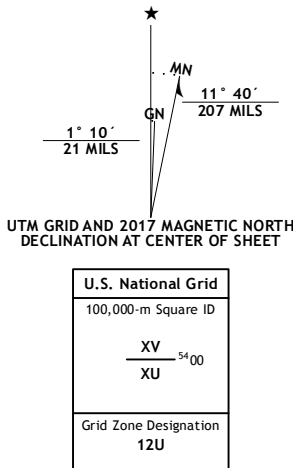 MN
GN
11° 40´
207 MILS
1° 10´
21 MILS
UTM GRID AND 2017 MAGNETIC NORTH
DECLINATION AT CENTER OF SHEET
U.S. National Grid
100,000-m Square ID
XV
5400
XU
Grid Zone Designation
12U